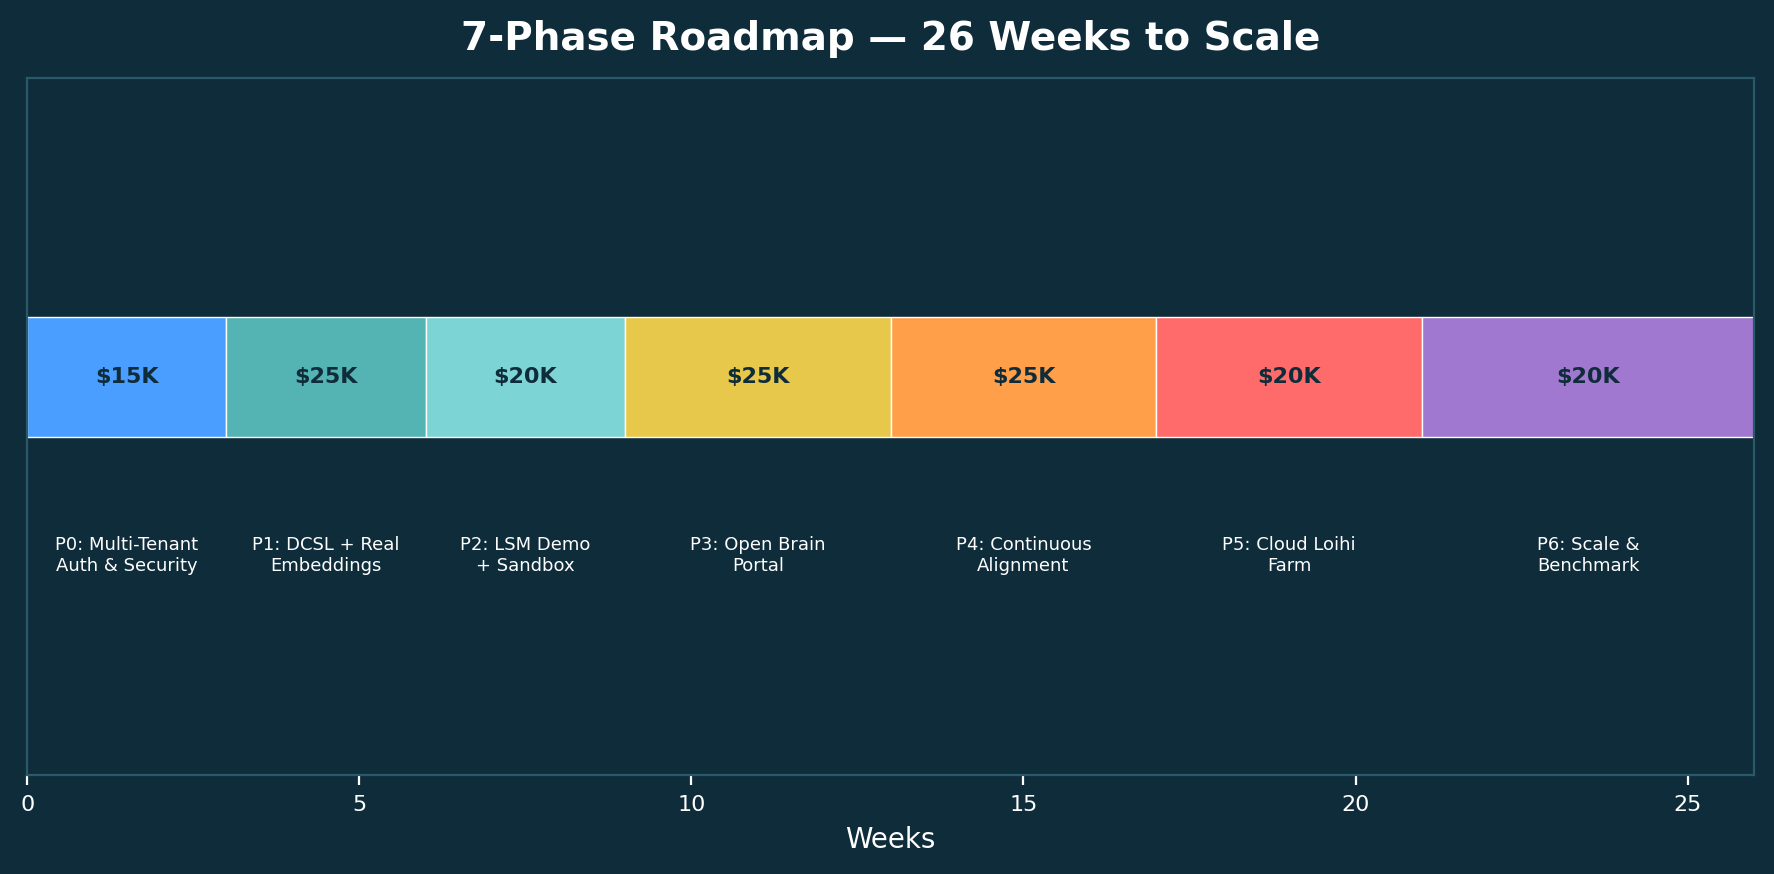 7-Phase Roadmap — 26 Weeks to Scale
$15K
$25K
$20K
$25K
$25K
$20K
$20K
P0: Multi-Tenant
Auth & Security
P1: DCSL + Real
Embeddings
P2: LSM Demo
+ Sandbox
P3: Open Brain
Portal
P4: Continuous
Alignment
P5: Cloud Loihi
Farm
P6: Scale &
Benchmark
0
5
10
15
20
25
Weeks